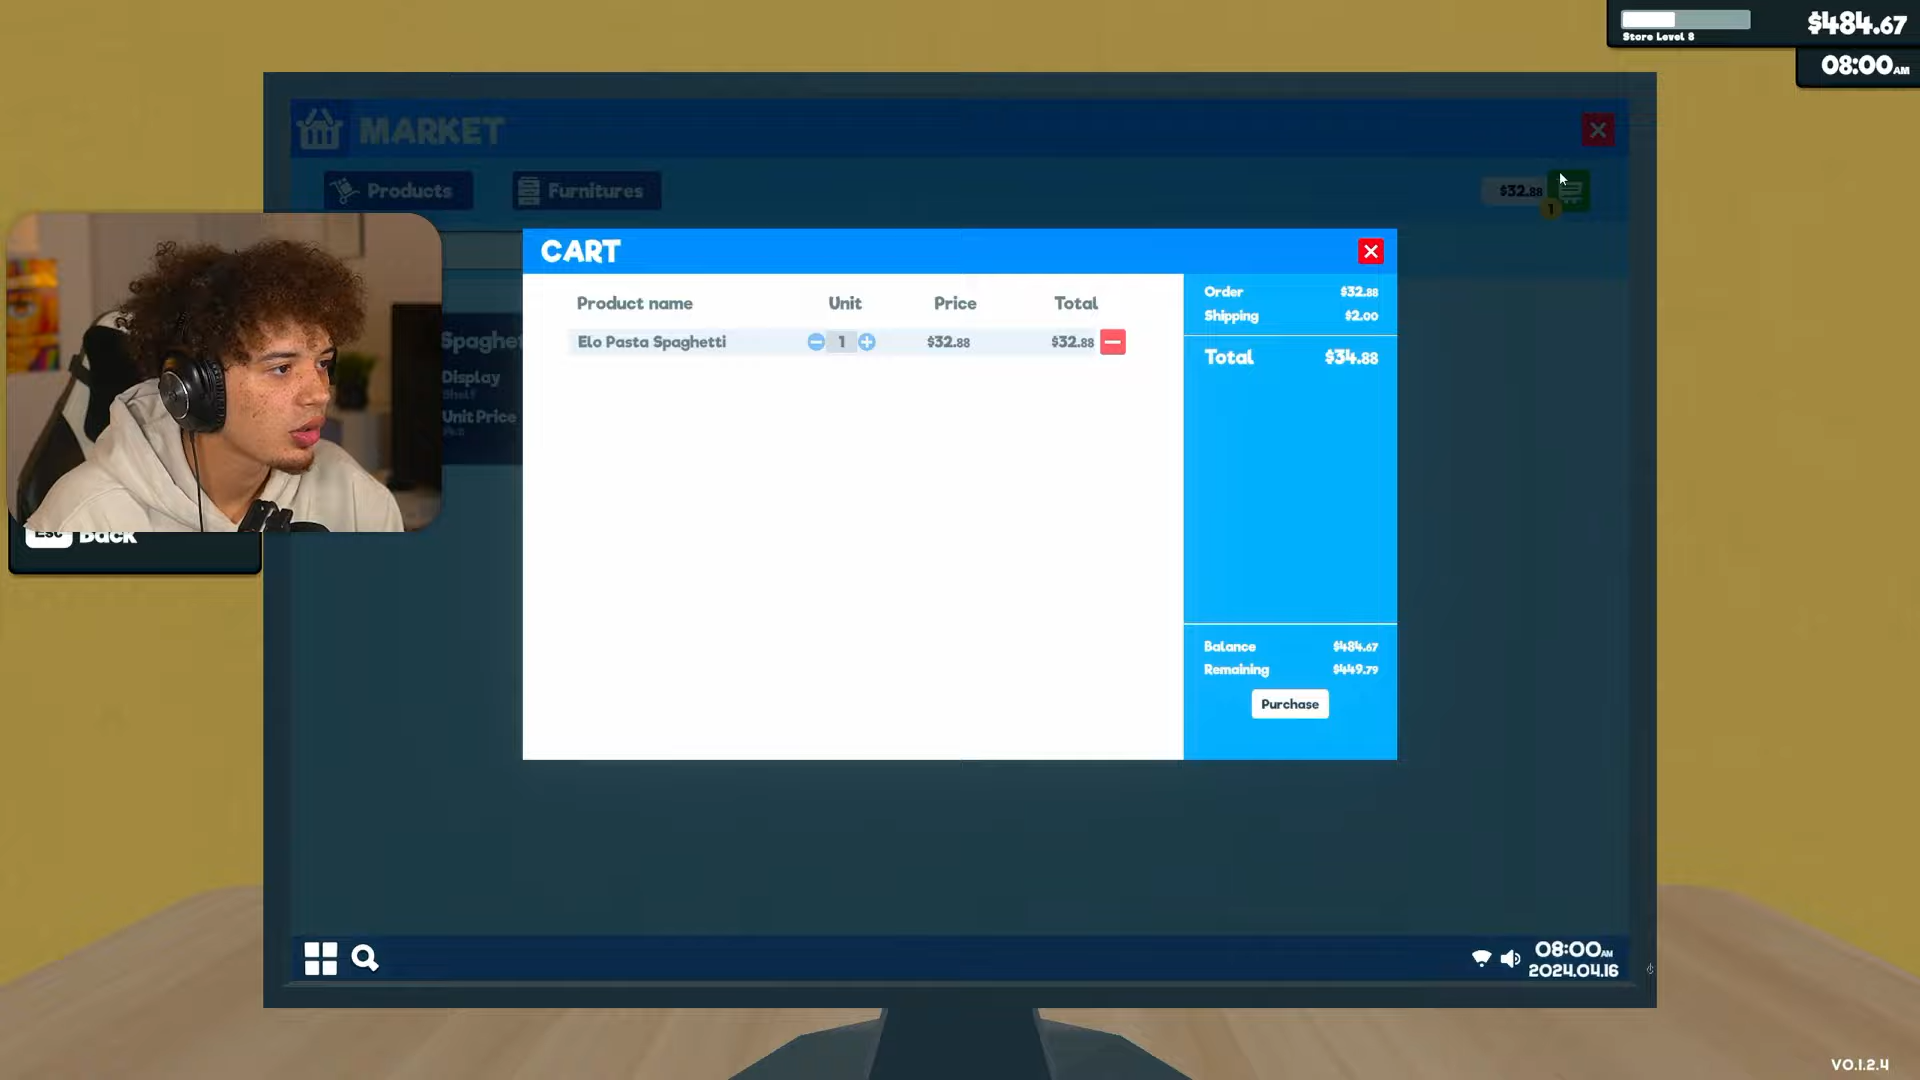 $484.67
Store Level 8
08:00AM
MARKET
Products
Furnitures
$32.88
1
CART
Product name Unit Price Total
Elo Pasta Spaghetti 1 $32.88 $32.88
Order $32.88
Shipping $2.00
Total $34.88
Balance $484.67
Remaining $449.79
Purchase
Display
Shelf
Unit Price
Esc Back
08:00AM
2024.04.16
V0.1.2.4